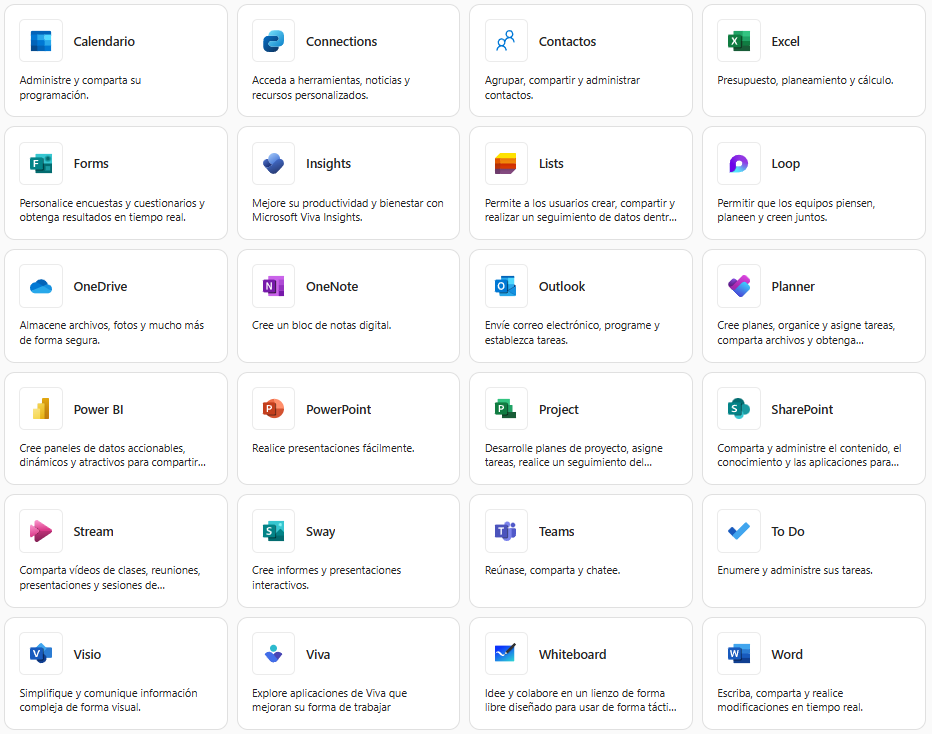 Calendario
Administre y comparta su
programación.
Connections
Acceda a herramientas, noticias y
recursos personalizados.
Contactos
Agrupar, compartir y administrar
contactos.
X
Excel
Presupuesto, planeamiento y cálculo.
F
Forms
Personalice encuestas y cuestionarios y
obtenga resultados en tiempo real.
Insights
Mejore su productividad y bienestar con
Microsoft Viva Insights.
Lists
Permite a los usuarios crear, compartir y
realizar un seguimiento de datos dentr...
Loop
Permitir que los equipos piensen,
planeen y creen juntos.
OneDrive
Almacene archivos, fotos y mucho más
de forma segura.
N
OneNote
Cree un bloc de notas digital.
O
Outlook
Envíe correo electrónico, programe y
establezca tareas.
Planner
Cree planes, organice y asigne tareas,
comparta archivos y obtenga...
Power BI
Cree paneles de datos accionables,
dinámicos y atractivos para compartir...
P
PowerPoint
Realice presentaciones fácilmente.
P
Project
Desarrolle planes de proyecto, asigne
tareas, realice un seguimiento del...
S
SharePoint
Comparta y administre el contenido, el
conocimiento y las aplicaciones para...
Stream
Comparta vídeos de clases, reuniones,
presentaciones y sesiones de...
S
Sway
Cree informes y presentaciones
interactivos.
T
Teams
Reúnase, comparta y chatee.
To Do
Enumere y administre sus tareas.
V
Visio
Simplifique y comunique información
compleja de forma visual.
Viva
Explore aplicaciones de Viva que
mejoran su forma de trabajar
Whiteboard
Idee y colabore en un lienzo de forma
libre diseñado para usar de forma tácti...
W
Word
Escriba, comparta y realice
modificaciones en tiempo real.